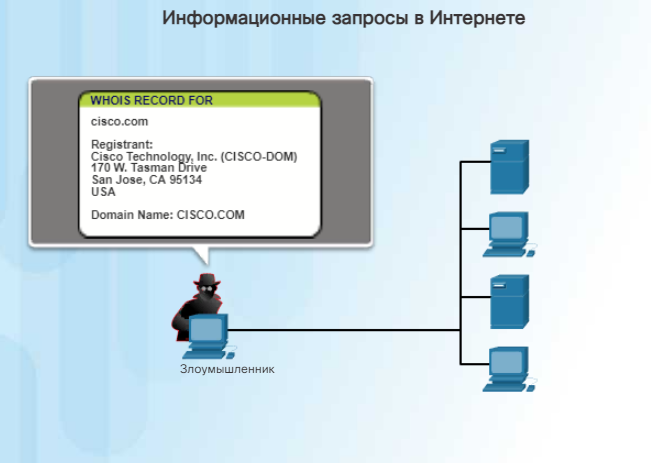 Информационные запросы в Интернете
WHOIS RECORD FOR
cisco.com
Registrant:
Cisco Technology, Inc. (CISCO-DOM)
170 W. Tasman Drive
San Jose, CA 95134
USA
Domain Name: CISCO.COM
Злоумышленник